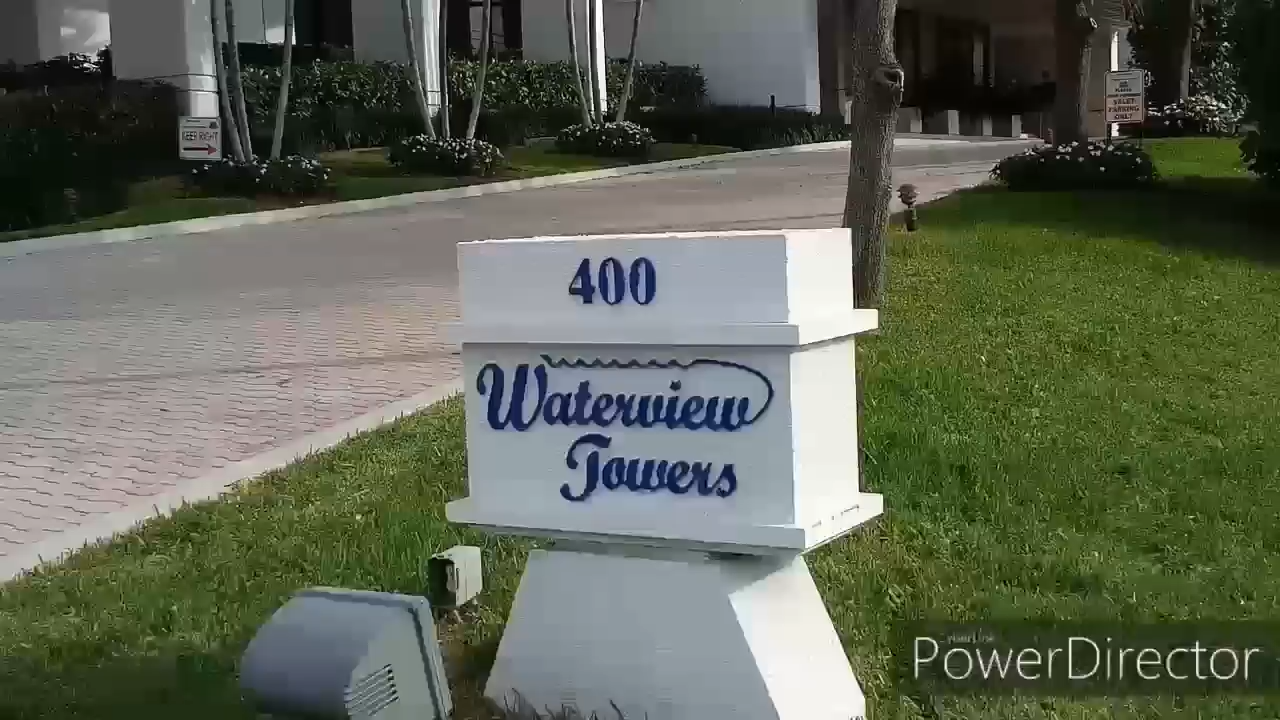 KEEP RIGHT
VALET
PARKING
ONLY
400
Waterview
Towers
PowerDirector